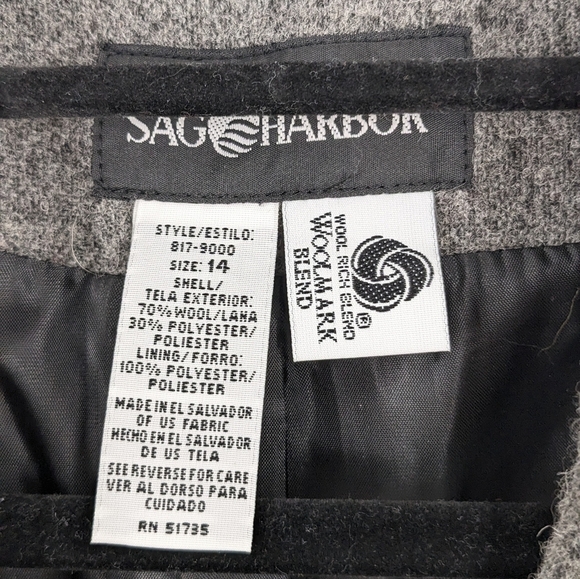 SAG HARBOR
STYLE/ESTILO:
817-9000
SIZE: 14
SHELL/
TELA EXTERIOR:
70% WOOL/LANA
30% POLYESTER/
POLIESTER
LINING/FORRO:
100% POLYESTER/
POLIESTER
MADE IN EL SALVADOR
OF US FABRIC
HECHO EN EL SALVADOR
DE US TELA
SEE REVERSE FOR CARE
VER AL DORSO PARA
CUIDADO
RN 51735
WOOL RICH BLEND
WOOLMARK
BLEND
®